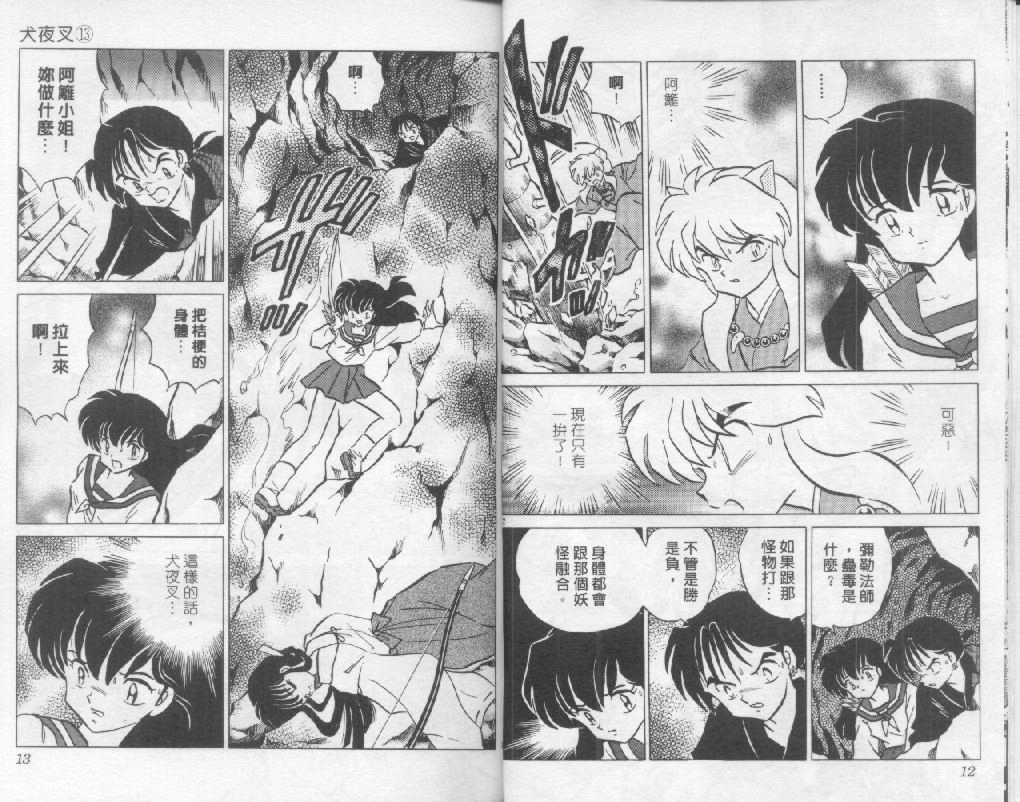 犬夜叉⑬
……
阿籬…
啊！
可惡！
現在只有
一拚了！
彌勒法師
，蠱毒是
什麼？
如果跟那
怪物打…
不管是勝
是負，
身體都會
跟那個妖
怪融合。
12
啊…
阿籬小姐！
妳做什麼…
把桔梗的
身體…
拉上來
啊！
這樣的話，
犬夜叉…
13